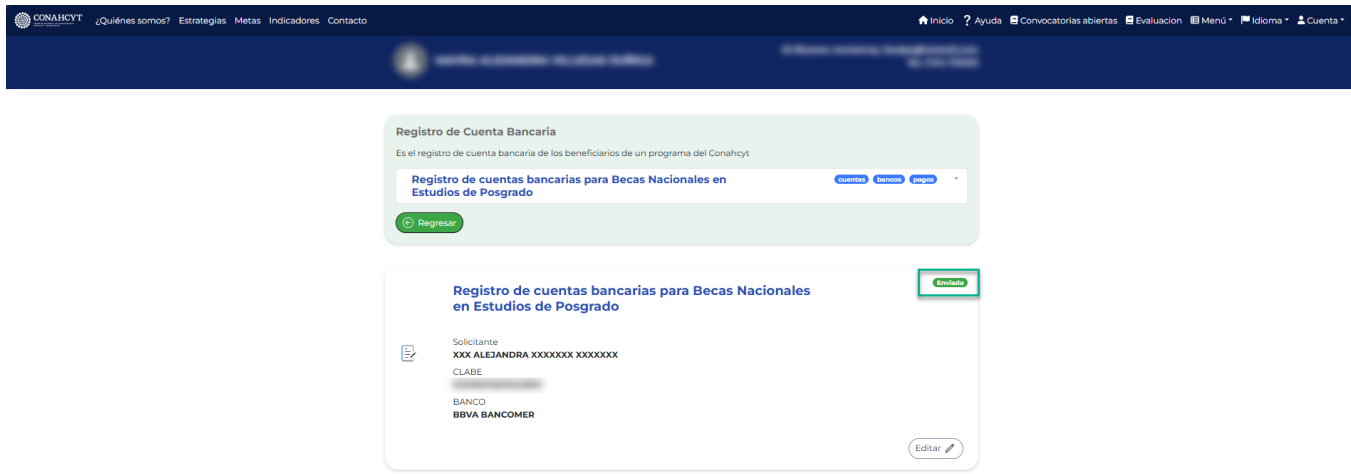 CONAHCYT ¿Quiénes somos? Estrategias Metas Indicadores Contacto Inicio ? Ayuda Convocatorias abiertas Evaluacion Menú Idioma Cuenta
Registro de Cuenta Bancaria
Es el registro de cuenta bancaria de los beneficiarios de un programa del Conahcyt
Registro de cuentas bancarias para Becas Nacionales en cuentas bancos pagos
Estudios de Posgrado
Regresar
Registro de cuentas bancarias para Becas Nacionales Enviada
en Estudios de Posgrado
Solicitante
XXX ALEJANDRA XXXXXXX XXXXXXX
CLABE
BANCO
BBVA BANCOMER
Editar